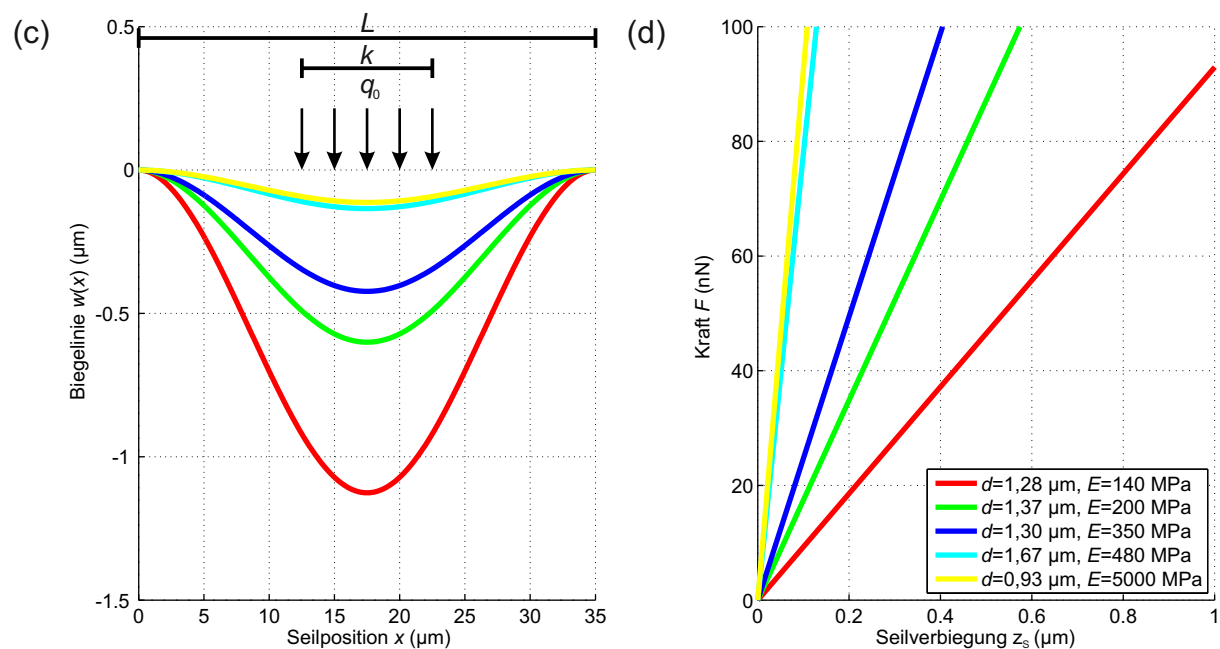 (c)
0.5
0
-0.5
-1
-1.5
Biegelinie w(x) (µm)
L
k
q₀
0 5 10 15 20 25 30 35
Seilposition x (µm)
(d)
100
80
60
40
20
0
Kraft F (nN)
0 0.2 0.4 0.6 0.8 1
Seilverbiegung zₛ (µm)
d=1,28 µm, E=140 MPa
d=1,37 µm, E=200 MPa
d=1,30 µm, E=350 MPa
d=1,67 µm, E=480 MPa
d=0,93 µm, E=5000 MPa